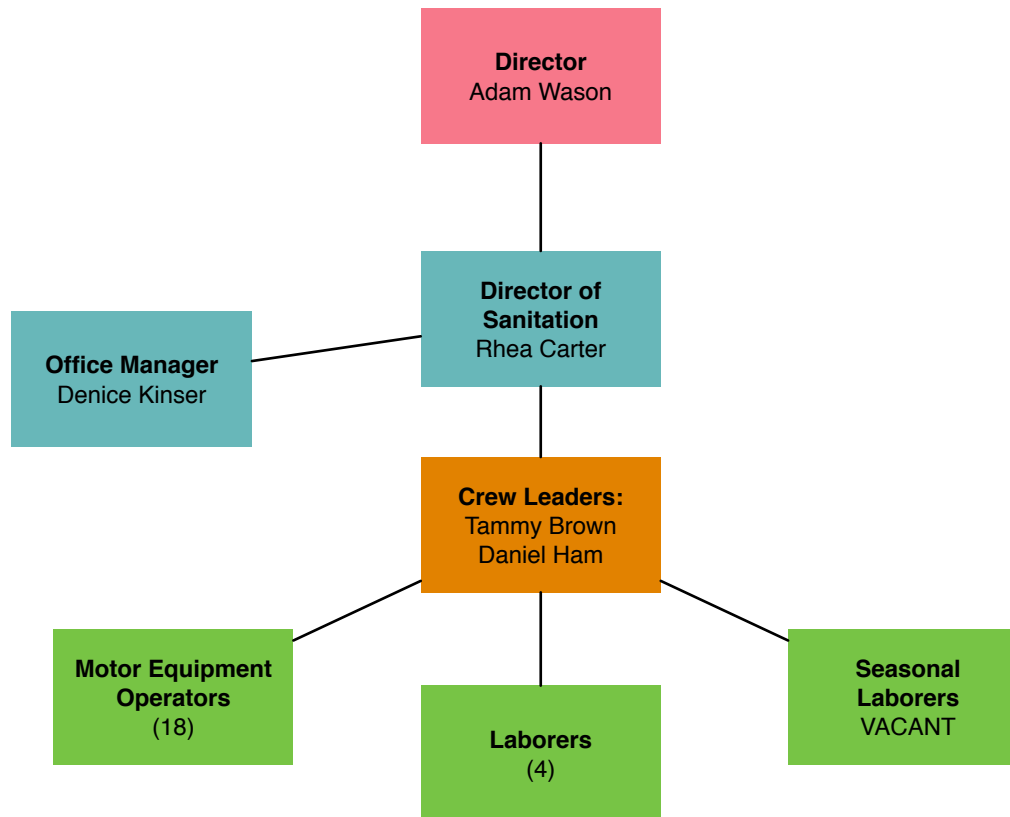 Director
Adam Wason
Director of
Sanitation
Rhea Carter
Office Manager
Denice Kinser
Crew Leaders:
Tammy Brown
Daniel Ham
Motor Equipment
Operators
(18)
Laborers
(4)
Seasonal
Laborers
VACANT